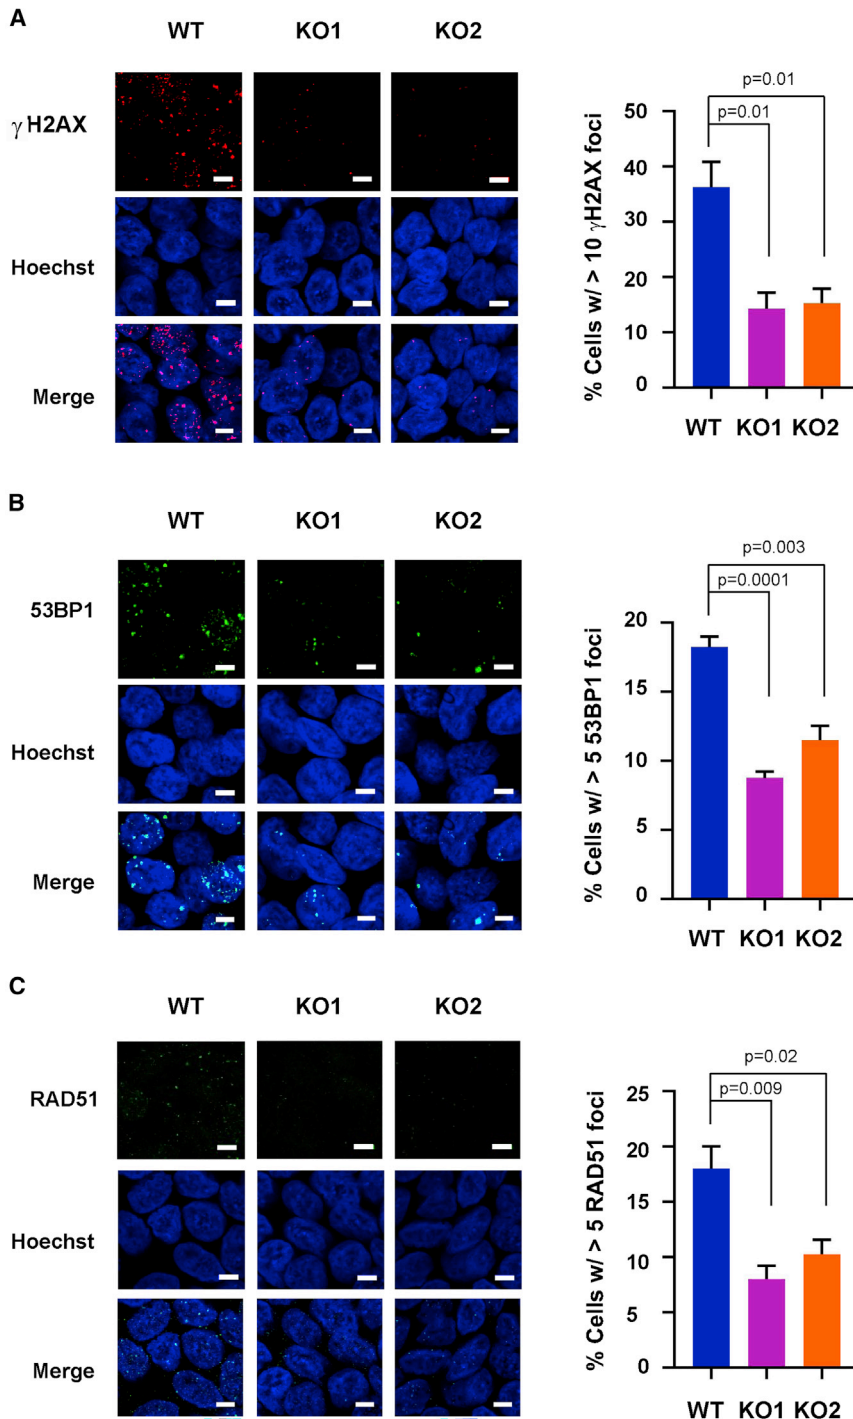 A
WT KO1 KO2
γ H2AX
Hoechst
Merge
p=0.01
p=0.01
% Cells w/ > 10 γH2AX foci
50
40
30
20
10
0
WT KO1 KO2
B
WT KO1 KO2
53BP1
Hoechst
Merge
p=0.003
p=0.0001
% Cells w/ > 5 53BP1 foci
20
15
10
5
0
WT KO1 KO2
C
WT KO1 KO2
RAD51
Hoechst
Merge
p=0.02
p=0.009
% Cells w/ > 5 RAD51 foci
25
20
15
10
5
0
WT KO1 KO2